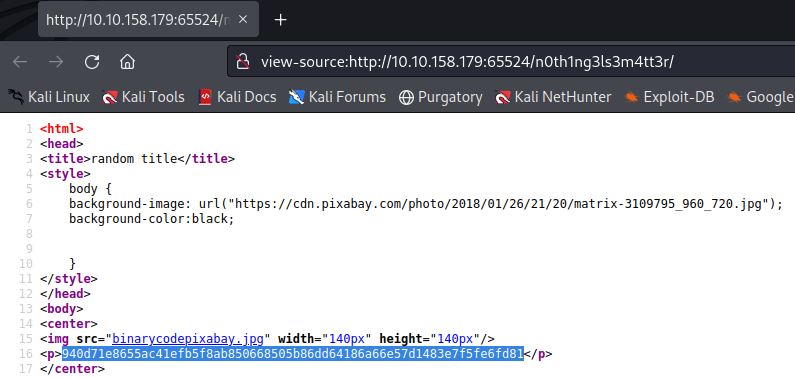 http://10.10.158.179:65524/n
view-source:http://10.10.158.179:65524/n0th1ng3ls3m4tt3r/
Kali Linux Kali Tools Kali Docs Kali Forums Purgatory Kali NetHunter Exploit-DB Google
1 <html>
2 <head>
3 <title>random title</title>
4 <style>
5 body {
6 background-image: url("https://cdn.pixabay.com/photo/2018/01/26/21/20/matrix-3109795_960_720.jpg");
7 background-color:black;
8
9
10 }
11 </style>
12 </head>
13 <body>
14 <center>
15 <img src="binarycodepixabay.jpg" width="140px" height="140px"/>
16 <p>940d71e8655ac41efb5f8ab850668505b86dd64186a66e57d1483e7f5fe6fd81</p>
17 </center>